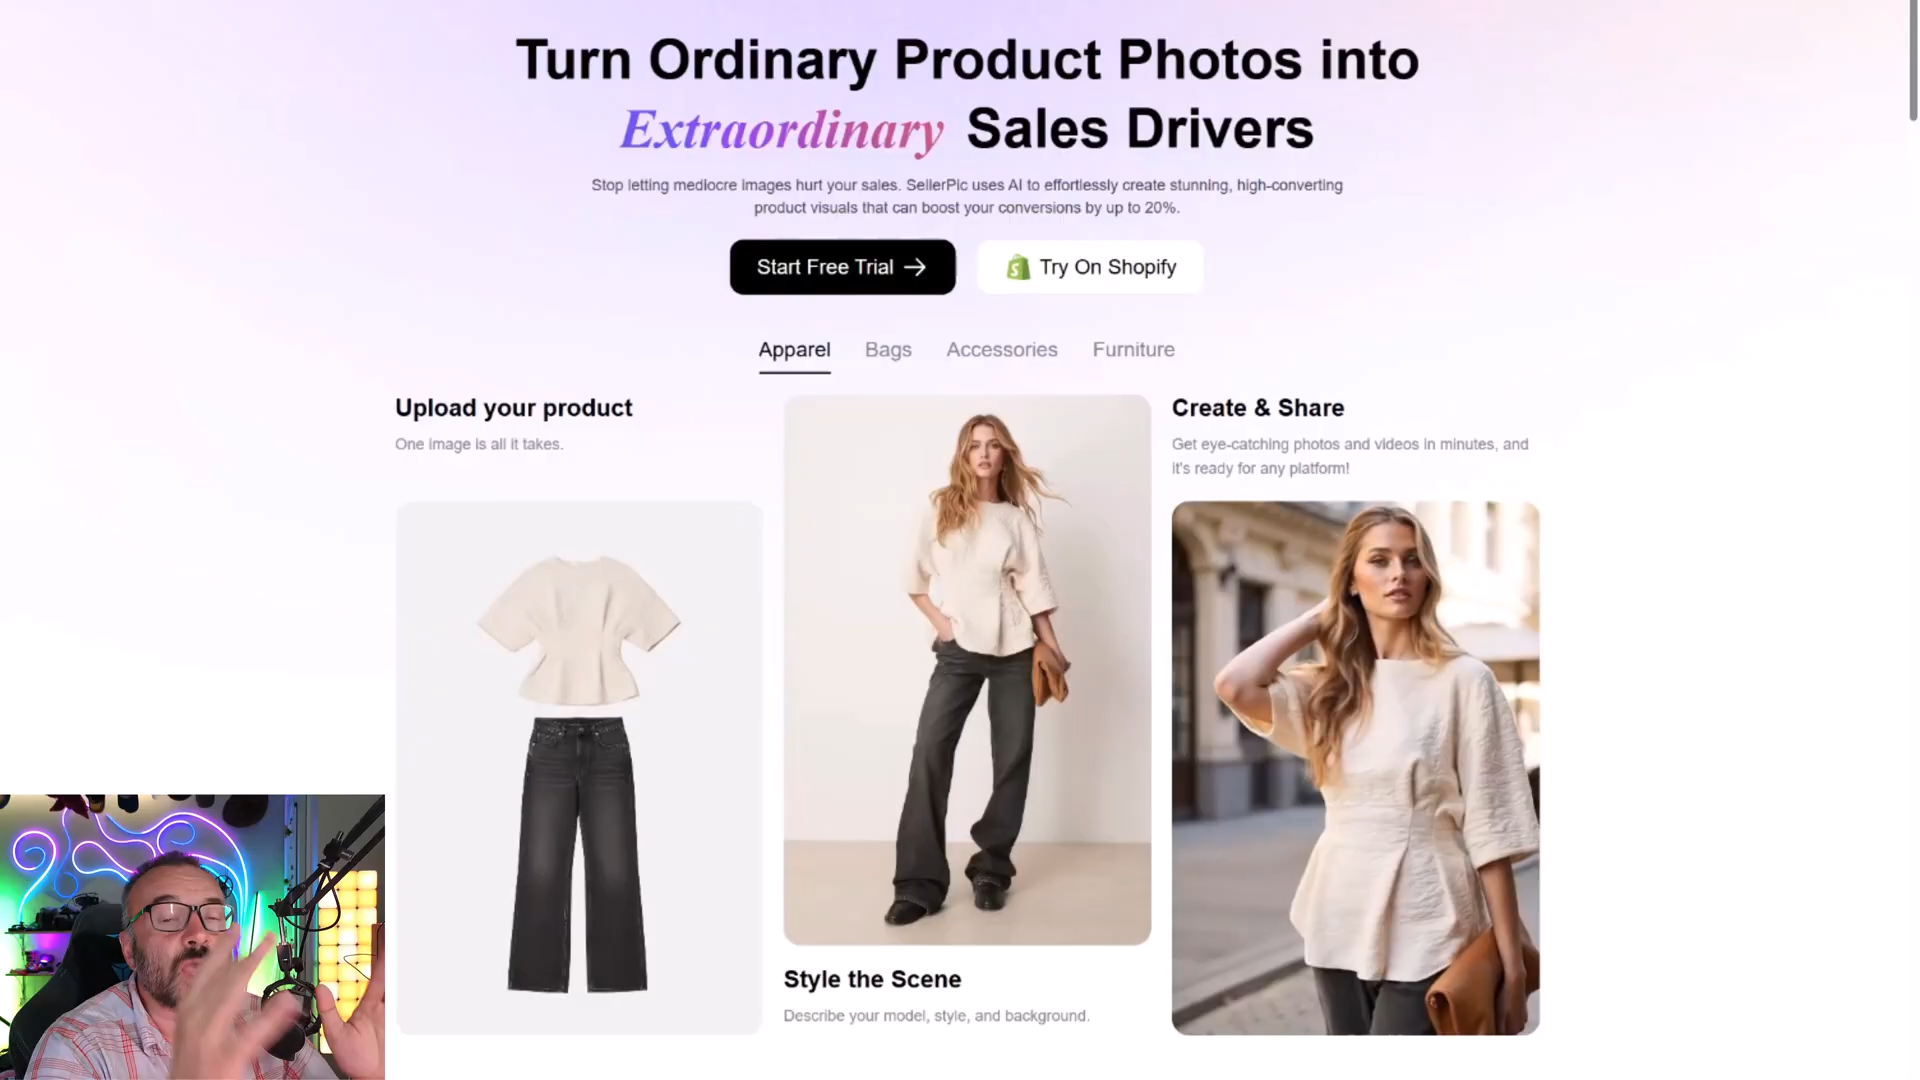 Turn Ordinary Product Photos into
Extraordinary Sales Drivers
Stop letting mediocre images hurt your sales. SellerPic uses AI to effortlessly create stunning, high-converting
product visuals that can boost your conversions by up to 20%.
Start Free Trial
Try On Shopify
Apparel
Bags
Accessories
Furniture
Upload your product
One image is all it takes.
Style the Scene
Describe your model, style, and background.
Create & Share
Get eye-catching photos and videos in minutes, and
it's ready for any platform!